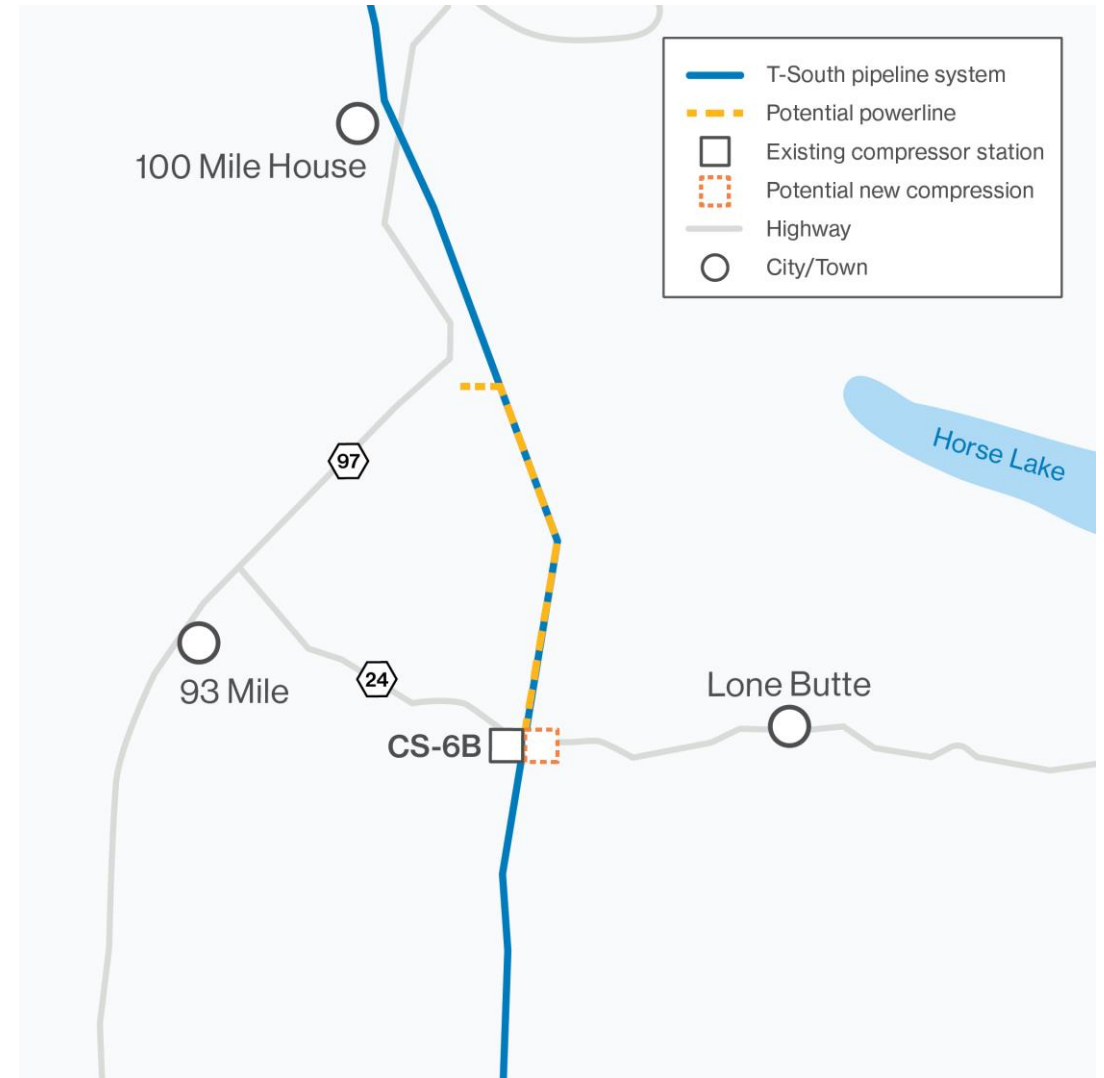 T-South pipeline system
Potential powerline
Existing compressor station
Potential new compression
Highway
City/Town
100 Mile House
Horse Lake
97
93 Mile
24
Lone Butte
CS-6B